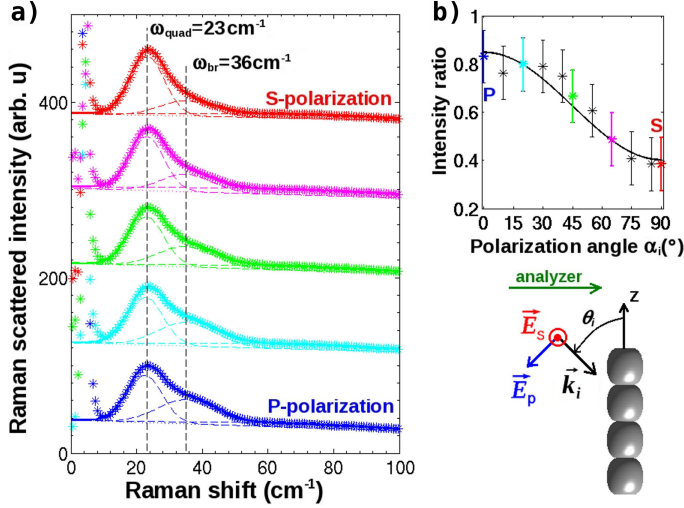 a)
ω_quad=23cm⁻¹
ω_br=36cm⁻¹
S-polarization
P-polarization
Raman scattered intensity (arb. u)
400
200
0
0 20 40 60 80 100
Raman shift (cm⁻¹)
b)
Intensity ratio
1
0.8
0.6
0.4
0.2
P
S
0 15 30 45 60 75 90
Polarization angle α_i(°)
analyzer
z
θ_i
E_s
E_p
k_i